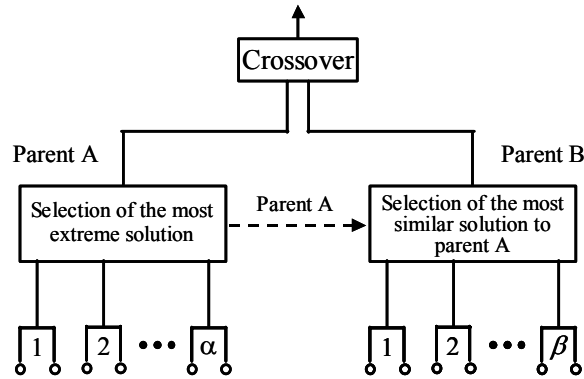 Crossover
Parent A
Parent B
Selection of the most
extreme solution
Parent A
Selection of the most
similar solution to
parent A
1 2 ••• α
1 2 ••• β